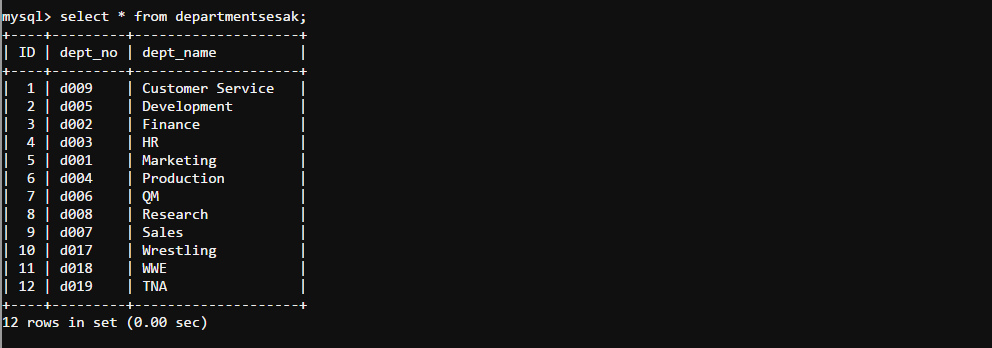 mysql> select * from departmentsesak;
+----+---------+--------------------+
| ID | dept_no | dept_name          |
+----+---------+--------------------+
|  1 | d009    | Customer Service   |
|  2 | d005    | Development        |
|  3 | d002    | Finance            |
|  4 | d003    | HR                 |
|  5 | d001    | Marketing          |
|  6 | d004    | Production         |
|  7 | d006    | QM                 |
|  8 | d008    | Research           |
|  9 | d007    | Sales              |
| 10 | d017    | Wrestling          |
| 11 | d018    | WWE                |
| 12 | d019    | TNA                |
+----+---------+--------------------+
12 rows in set (0.00 sec)